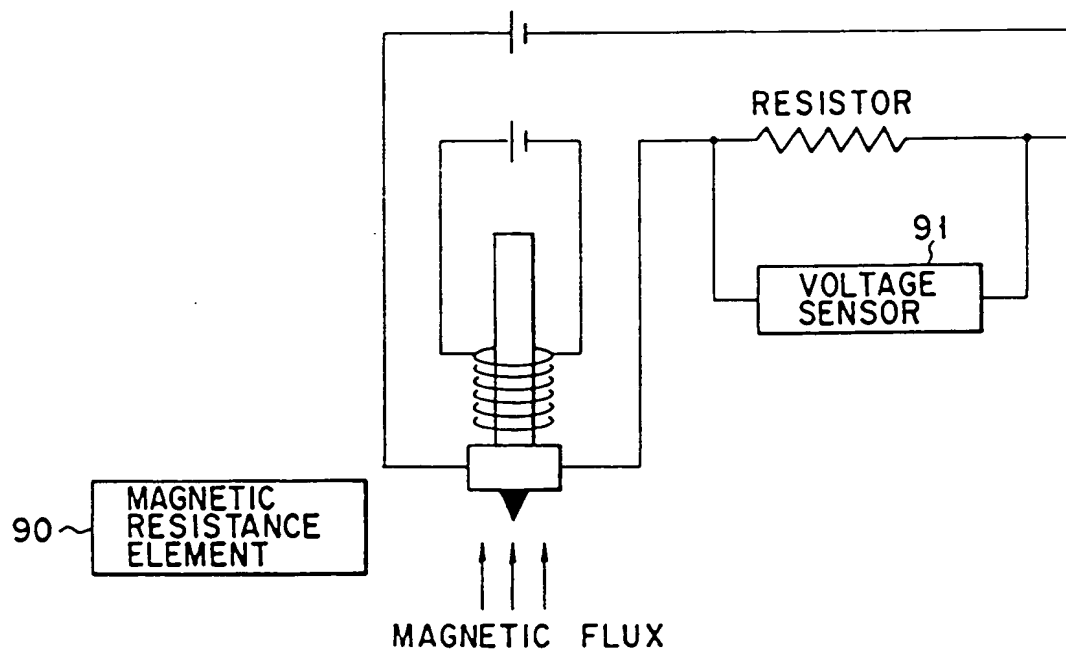 RESISTOR
91
VOLTAGE
SENSOR
90
MAGNETIC
RESISTANCE
ELEMENT
MAGNETIC FLUX